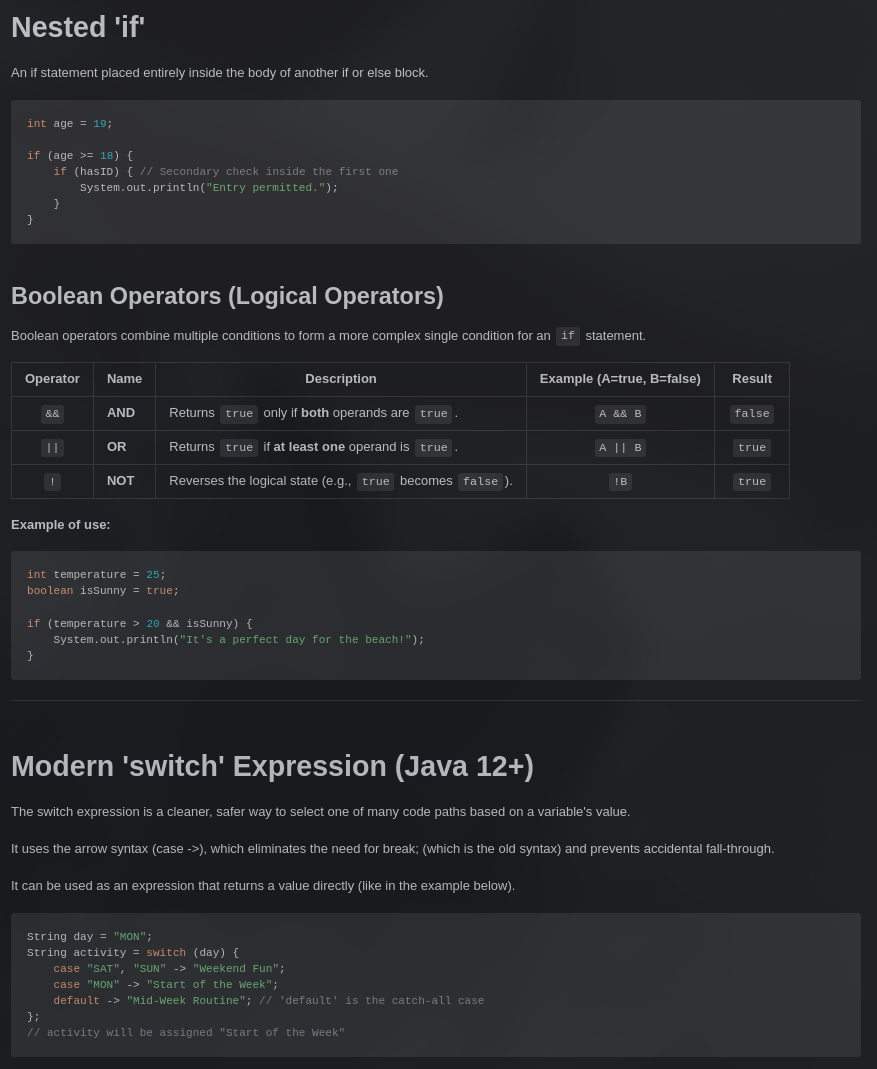 Nested 'if'
An if statement placed entirely inside the body of another if or else block.
int age = 19;
if (age >= 18) {
    if (hasID) { // Secondary check inside the first one
        System.out.println("Entry permitted.");
    }
}
Boolean Operators (Logical Operators)
Boolean operators combine multiple conditions to form a more complex single condition for an if statement.
Operator Name Description Example (A=true, B=false) Result
&& AND Returns true only if both operands are true. A && B false
|| OR Returns true if at least one operand is true. A || B true
! NOT Reverses the logical state (e.g., true becomes false). !B true
Example of use:
int temperature = 25;
boolean isSunny = true;
if (temperature > 20 && isSunny) {
    System.out.println("It's a perfect day for the beach!");
}
Modern 'switch' Expression (Java 12+)
The switch expression is a cleaner, safer way to select one of many code paths based on a variable's value.
It uses the arrow syntax (case ->), which eliminates the need for break; (which is the old syntax) and prevents accidental fall-through.
It can be used as an expression that returns a value directly (like in the example below).
String day = "MON";
String activity = switch (day) {
    case "SAT", "SUN" -> "Weekend Fun";
    case "MON" -> "Start of the Week";
    default -> "Mid-Week Routine"; // 'default' is the catch-all case
};
// activity will be assigned "Start of the Week"